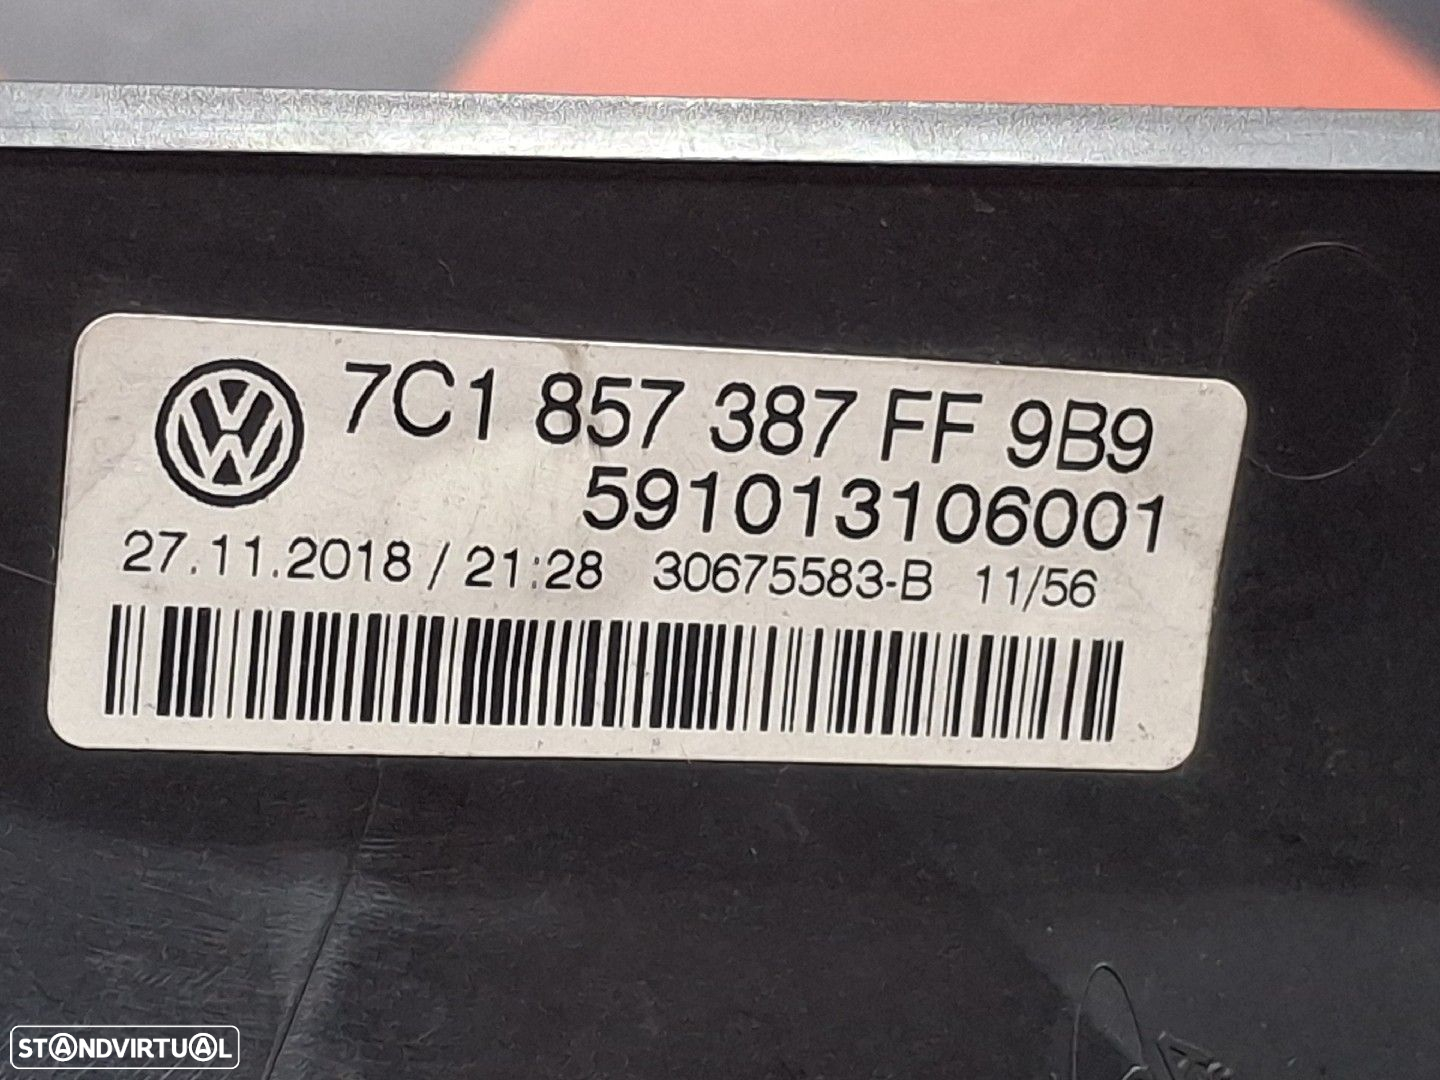 7C1 857 387 FF 9B9
591013106001
27.11.2018 / 21:28 30675583-B 11/56
STANDVIRTUAL